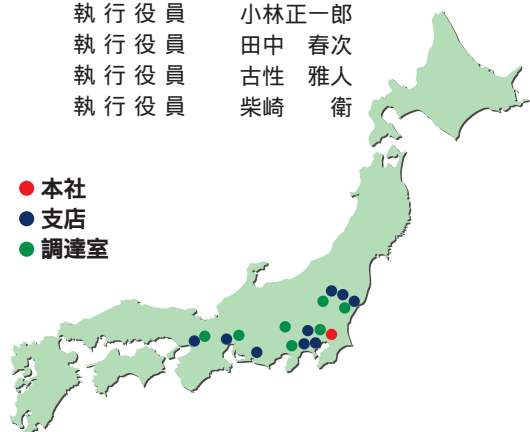 執行役員 小林正一郎
執行役員 田中 春次
執行役員 古性 雅人
執行役員 柴崎 衛
本社
支店
調達室